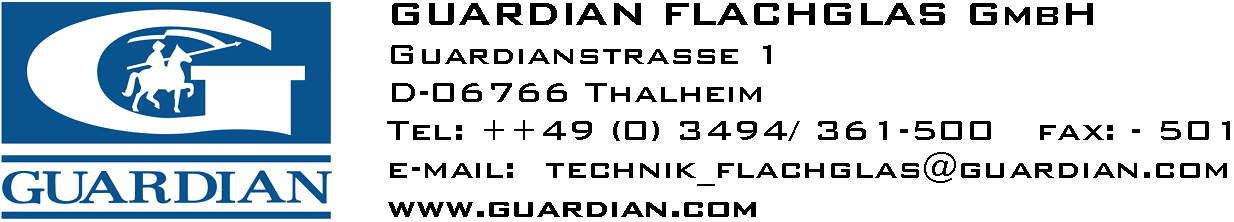 GUARDIAN
GUARDIAN FLACHGLAS GmbH
Guardianstrasse 1
D-06766 Thalheim
Tel: ++49 (0) 3494/ 361-500 fax: - 501
e-mail: technik_flachglas@guardian.com
www.guardian.com